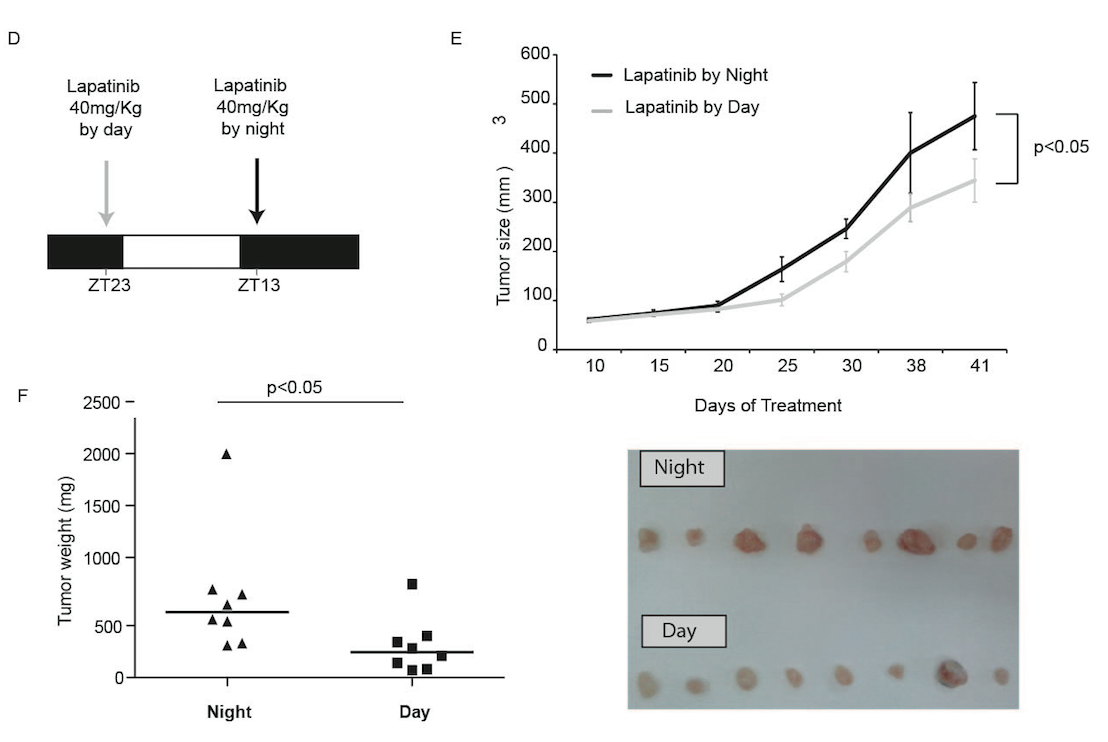 D
Lapatinib
40mg/Kg
by day
Lapatinib
40mg/Kg
by night
ZT23
ZT13
E
600
500
400
300
200
100
0
Tumor size (mm )
3
Lapatinib by Night
Lapatinib by Day
p<0.05
10 15 20 25 30 38 41
Days of Treatment
F
p<0.05
2500
2000
1500
1000
500
0
Tumor weight (mg)
Night Day
Night
Day